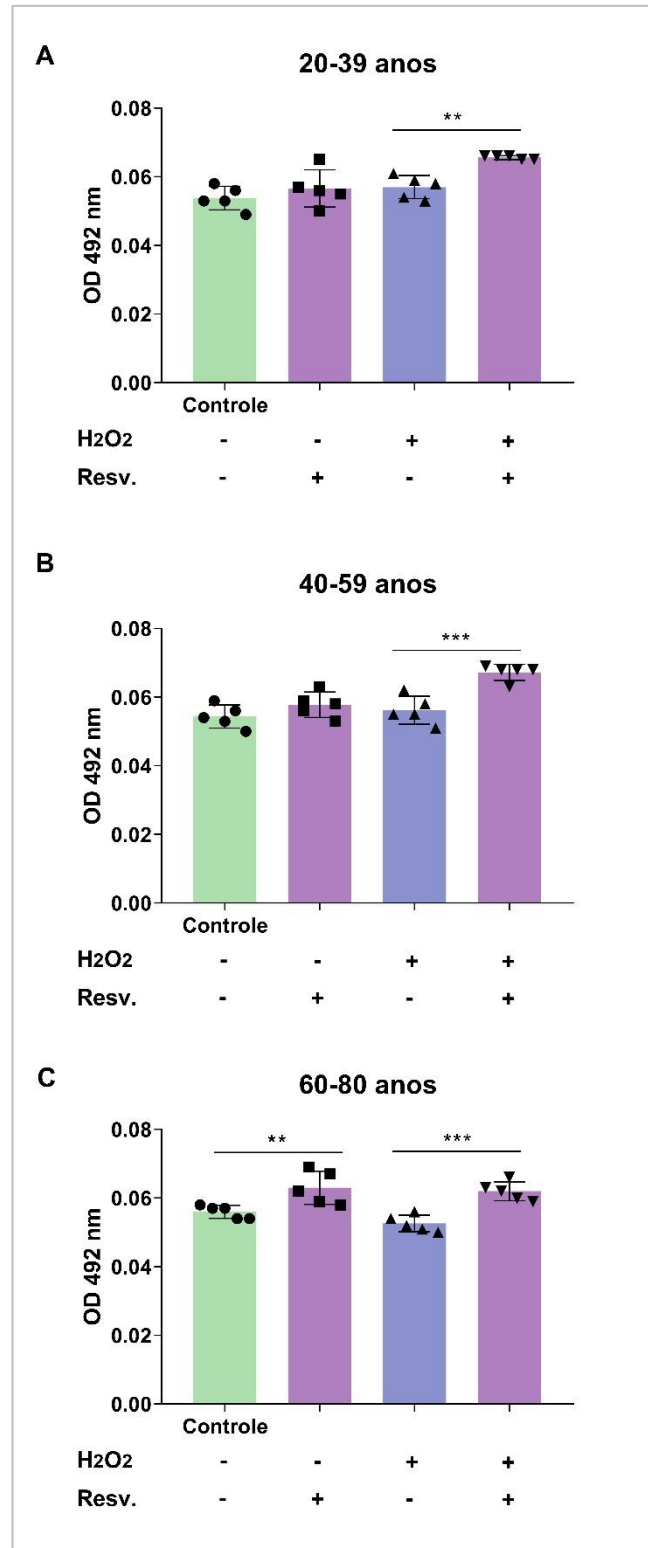 A
20-39 anos
**
0.08
0.06
0.04
0.02
0.00
OD 492 nm
Controle
H2O2 - - + +
Resv. - + - +
B
40-59 anos
***
0.08
0.06
0.04
0.02
0.00
OD 492 nm
Controle
H2O2 - - + +
Resv. - + - +
C
60-80 anos
** ***
0.08
0.06
0.04
0.02
0.00
OD 492 nm
Controle
H2O2 - - + +
Resv. - + - +